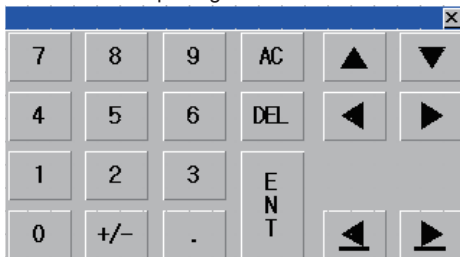 7 8 9 AC ▲ ▼
4 5 6 DEL ◀ ▶
1 2 3 ENT
0 +/- . ◀ ▶